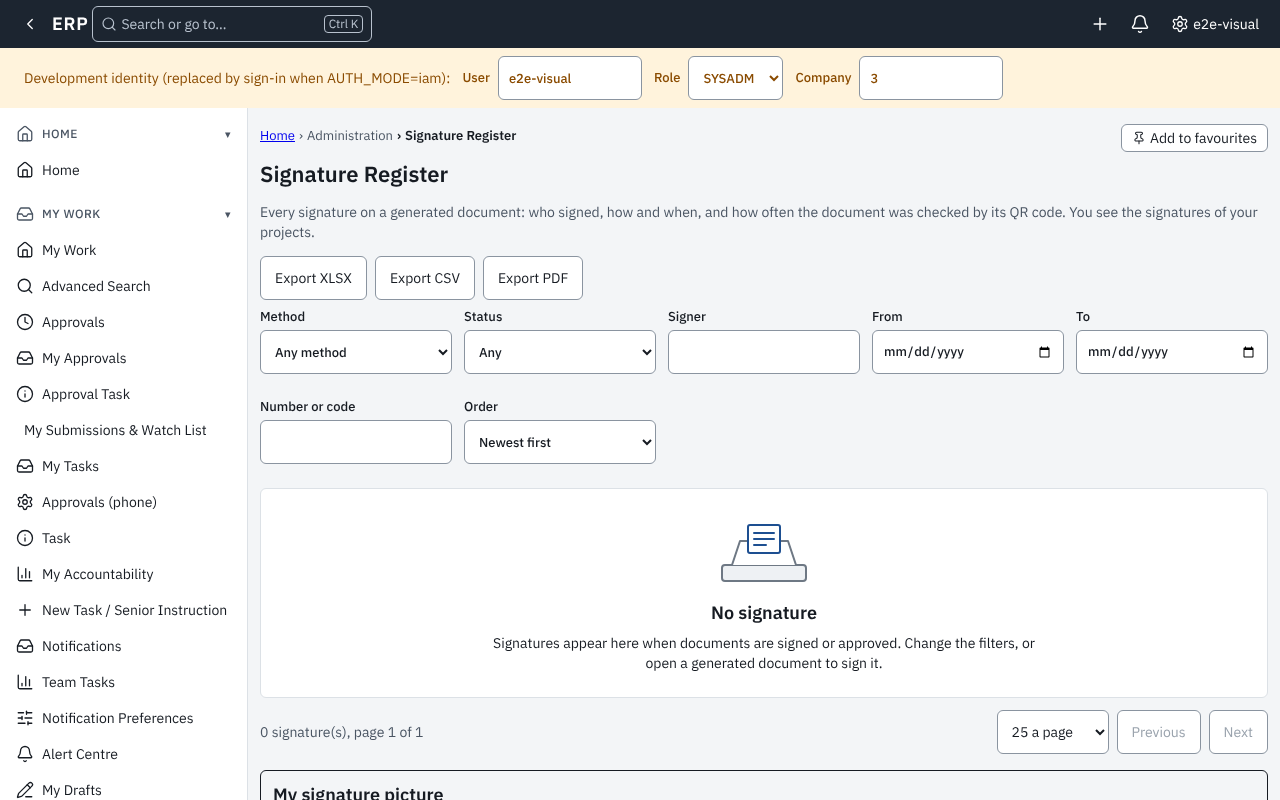 ERP
Search or go to...
Ctrl K
e2e-visual
Development identity (replaced by sign-in when AUTH_MODE=iam):
User
e2e-visual
Role
SYSADM
Company
3
HOME
Home
MY WORK
My Work
Advanced Search
Approvals
My Approvals
Approval Task
My Submissions & Watch List
My Tasks
Approvals (phone)
Task
My Accountability
New Task / Senior Instruction
Notifications
Team Tasks
Notification Preferences
Alert Centre
My Drafts
Home › Administration › Signature Register
Add to favourites
Signature Register
Every signature on a generated document: who signed, how and when, and how often the document was checked by its QR code. You see the signatures of your
projects.
Export XLSX
Export CSV
Export PDF
Method
Status
Signer
From
To
Any method
Any
mm/dd/yyyy
mm/dd/yyyy
Number or code
Order
Newest first
No signature
Signatures appear here when documents are signed or approved. Change the filters, or
open a generated document to sign it.
0 signature(s), page 1 of 1
25 a page
Previous
Next
My signature picture